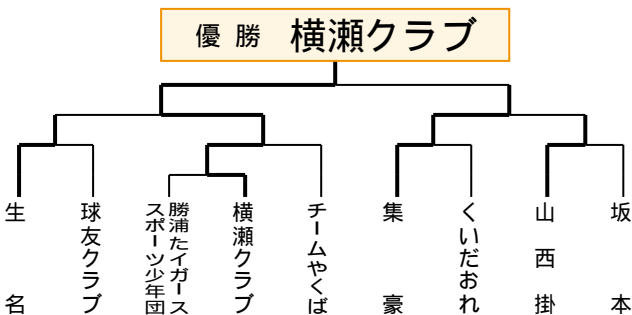 優勝 横瀬クラブ
生名
球友クラブ
勝浦たイガース
スポーツ少年団
横瀬クラブ
チームやくば
集豪
くいだおれ
山西掛
坂本